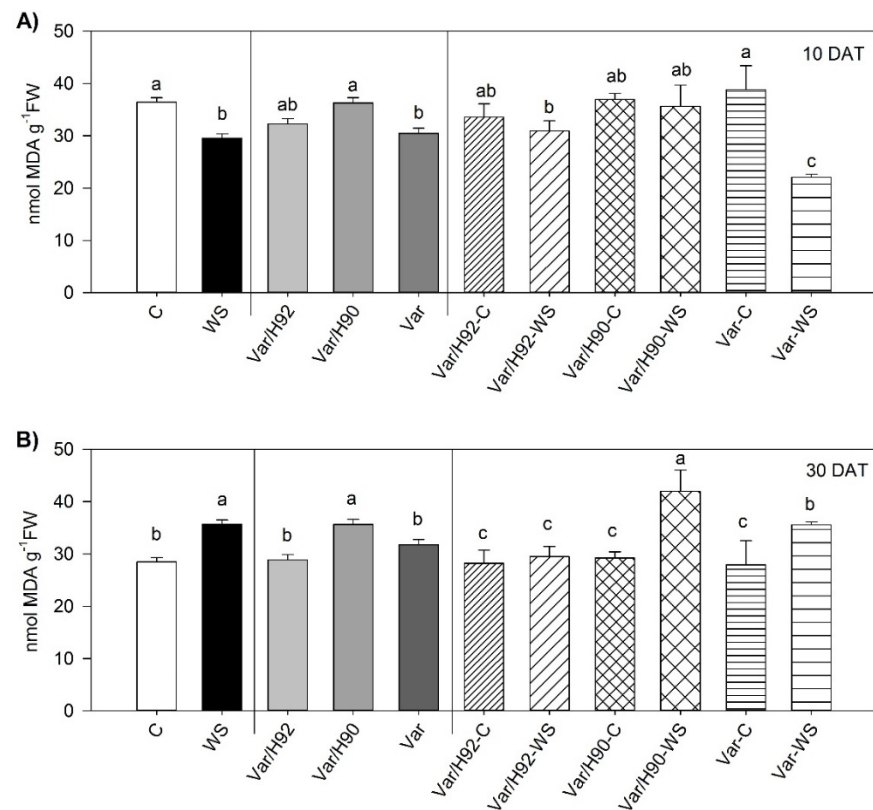 A)
50
40
30
20
10
0
nmol MDA g⁻¹FW
10 DAT
a
b
ab
a
b
ab
b
ab
ab
a
c
C
WS
Var/H92
Var/H90
Var
Var/H92-C
Var/H92-WS
Var/H90-C
Var/H90-WS
Var-C
Var-WS
B)
50
40
30
20
10
0
nmol MDA g⁻¹FW
30 DAT
b
a
b
a
b
c
c
c
a
c
b
C
WS
Var/H92
Var/H90
Var
Var/H92-C
Var/H92-WS
Var/H90-C
Var/H90-WS
Var-C
Var-WS